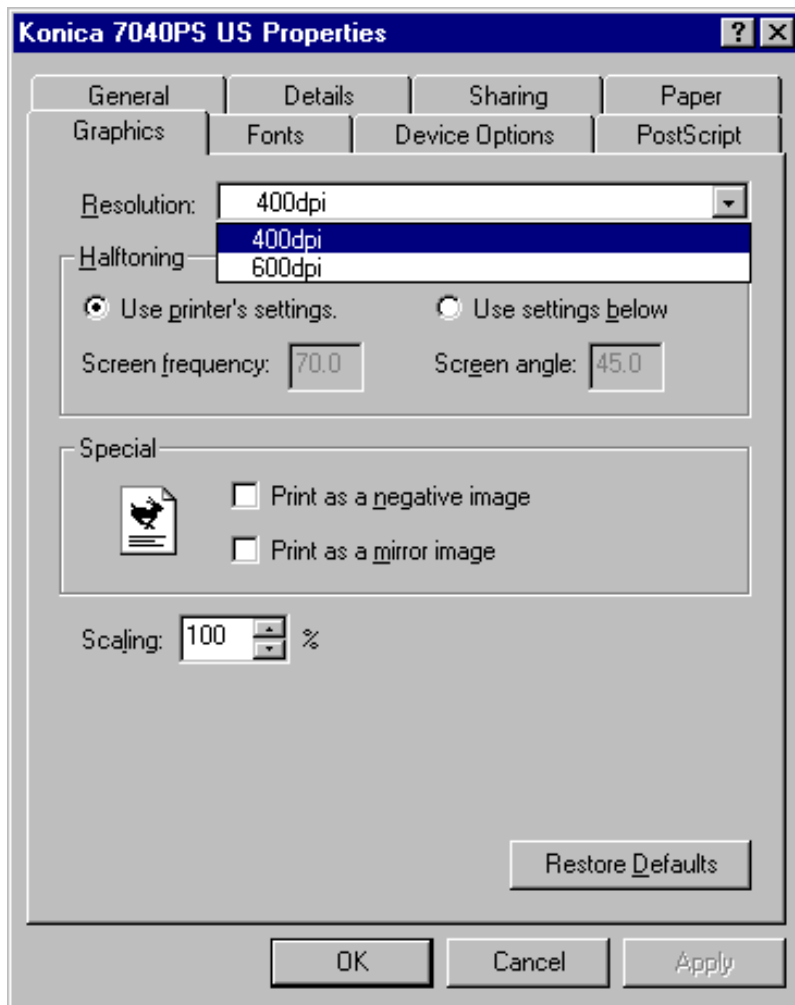 Konica 7040PS US Properties
General Details Sharing Paper
Graphics Fonts Device Options PostScript
Resolution: 400dpi
400dpi
600dpi
Halftoning
Use printer's settings. Use settings below
Screen frequency: 70.0 Screen angle: 45.0
Special
Print as a negative image
Print as a mirror image
Scaling: 100 %
Restore Defaults
OK Cancel Apply